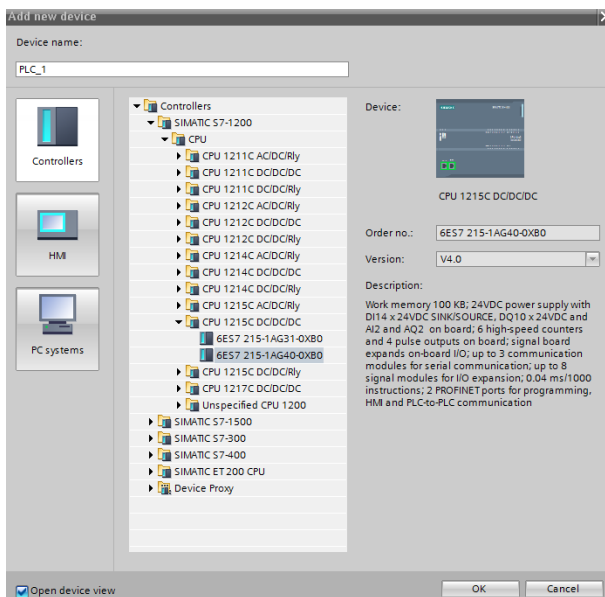 Add new device
Device name:
PLC_1
Controllers
HMI
PC systems
Controllers
SIMATIC S7-1200
CPU
CPU 1211C AC/DC/Rly
CPU 1211C DC/DC/DC
CPU 1211C DC/DC/Rly
CPU 1212C AC/DC/Rly
CPU 1212C DC/DC/DC
CPU 1212C DC/DC/Rly
CPU 1214C AC/DC/Rly
CPU 1214C DC/DC/DC
CPU 1214C DC/DC/Rly
CPU 1215C AC/DC/Rly
CPU 1215C DC/DC/DC
6ES7 215-1AG31-0XB0
6ES7 215-1AG40-0XB0
CPU 1215C DC/DC/Rly
CPU 1217C DC/DC/DC
Unspecified CPU 1200
SIMATIC S7-1500
SIMATIC S7-300
SIMATIC S7-400
SIMATIC ET 200 CPU
Device Proxy
Device:
CPU 1215C DC/DC/DC
Order no.: 6ES7 215-1AG40-0XB0
Version: V4.0
Description:
Work memory 100 KB; 24VDC power supply with
DI14 x 24VDC SINK/SOURCE, DQ10 x 24VDC and
AI2 and AQ2 on board; 6 high-speed counters
and 4 pulse outputs on board; signal board
expands on-board I/O; up to 3 communication
modules for serial communication; up to 8
signal modules for I/O expansion; 0.04 ms/1000
instructions; 2 PROFINET ports for programming,
HMI and PLC-to-PLC communication
Open device view
OK
Cancel